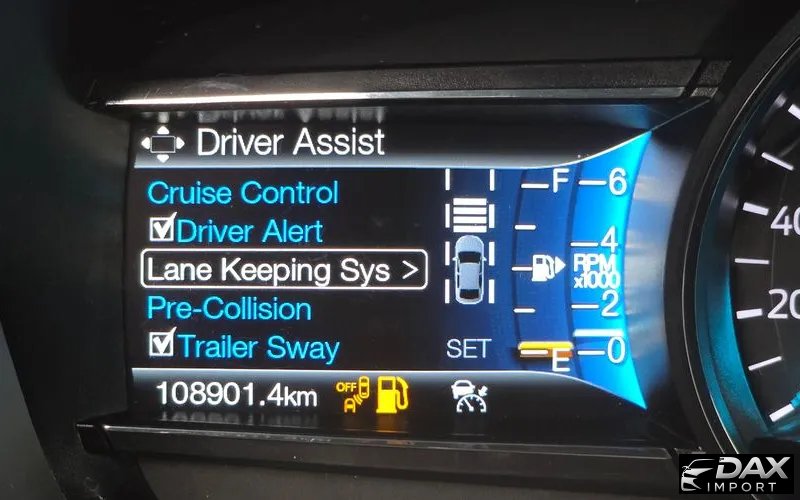 Driver Assist
Cruise Control
Driver Alert
Lane Keeping Sys >
Pre-Collision
Trailer Sway
SET
F
E
6
4
RPM
x1000
2
0
108901.4km
OFF
A
40
20
0
DAX
IMPORT